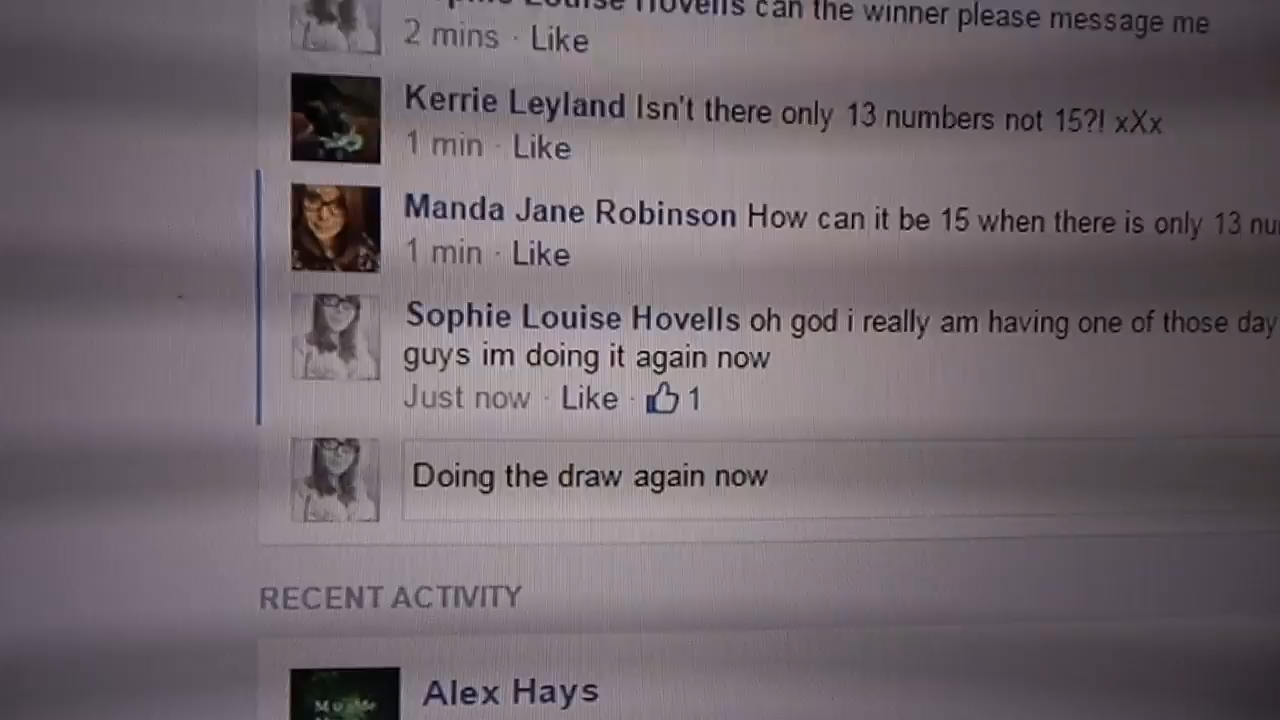 Louise Hovells can the winner please message me
2 mins · Like
Kerrie Leyland Isn't there only 13 numbers not 15?! xXx
1 min · Like
Manda Jane Robinson How can it be 15 when there is only 13
1 min · Like
Sophie Louise Hovells oh god i really am having one of those day
guys im doing it again now
Just now · Like · 1
Doing the draw again now
RECENT ACTIVITY
Alex Hays